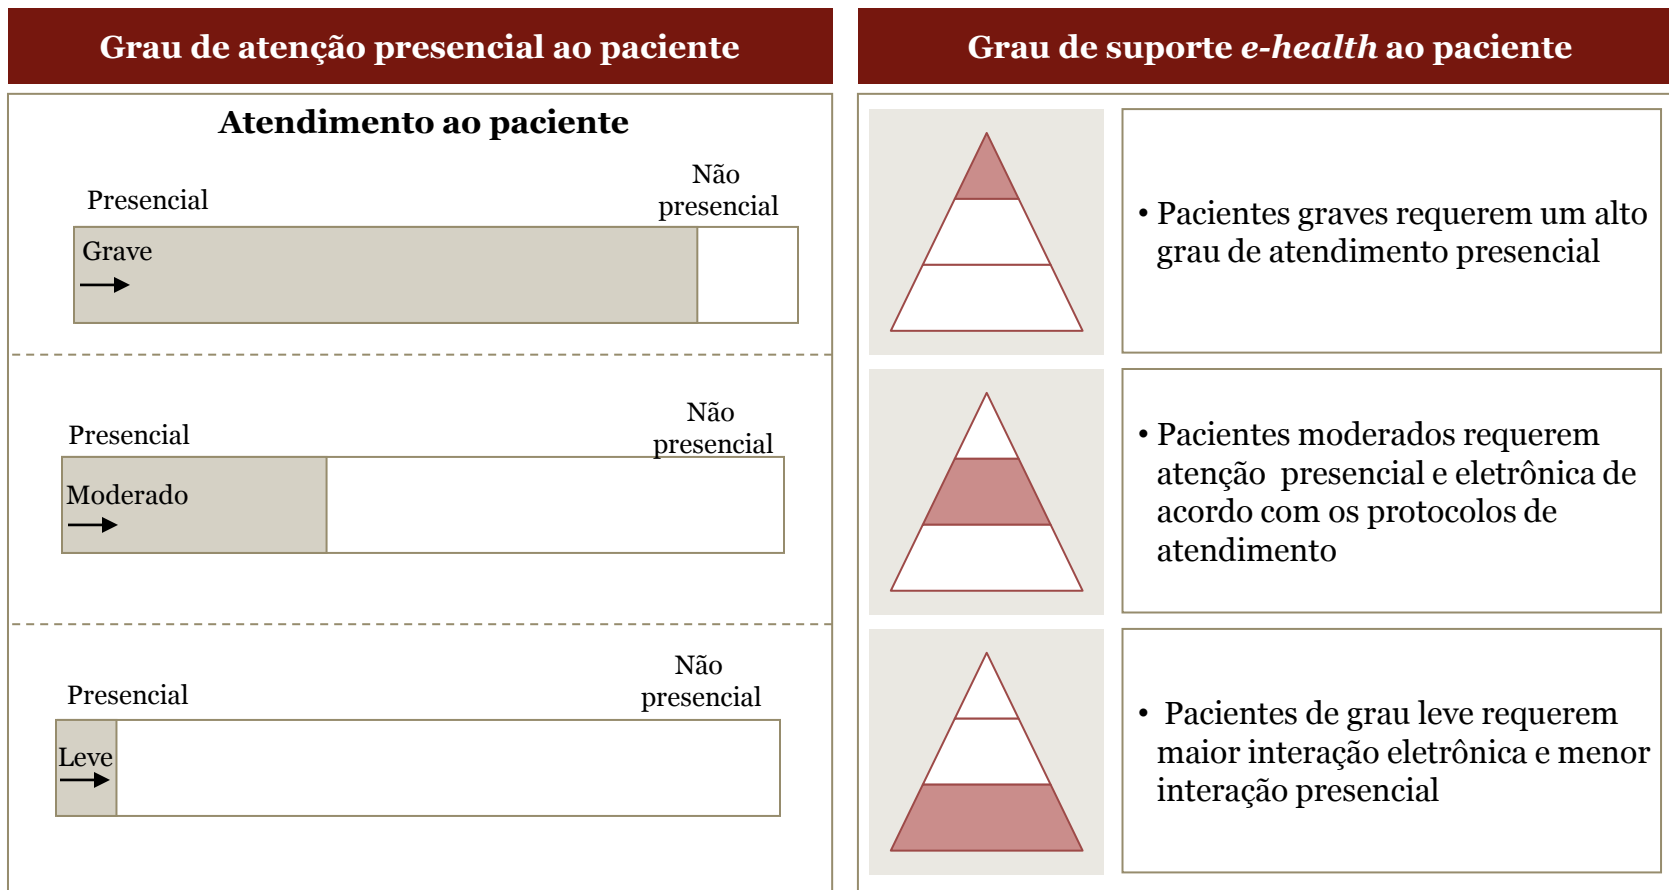 Grau de atenção presencial ao paciente
Atendimento ao paciente
Presencial
Não
presencial
Grave
Presencial
Não
presencial
Moderado
Presencial
Não
presencial
Leve
Grau de suporte e-health ao paciente
• Pacientes graves requerem um alto
grau de atendimento presencial
• Pacientes moderados requerem
atenção presencial e eletrônica de
acordo com os protocolos de
atendimento
• Pacientes de grau leve requerem
maior interação eletrônica e menor
interação presencial